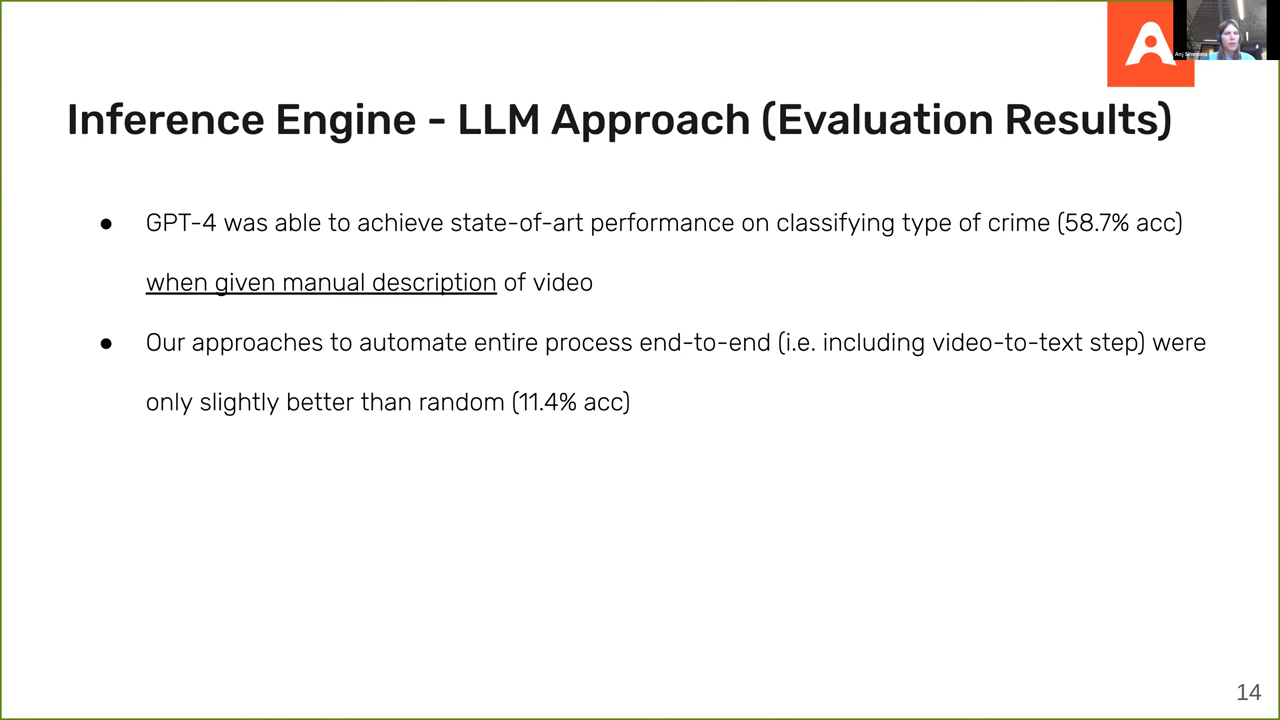 Inference Engine - LLM Approach (Evaluation Results)
● GPT-4 was able to achieve state-of-art performance on classifying type of crime (58.7% acc)
when given manual description of video
● Our approaches to automate entire process end-to-end (i.e. including video-to-text step) were
only slightly better than random (11.4% acc)
14